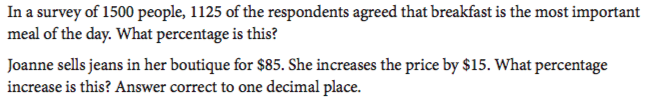 In a survey of 1500 people, 1125 of the respondents agreed that breakfast is the most important
meal of the day. What percentage is this?
Joanne sells jeans in her boutique for $85. She increases the price by $15. What percentage
increase is this? Answer correct to one decimal place.